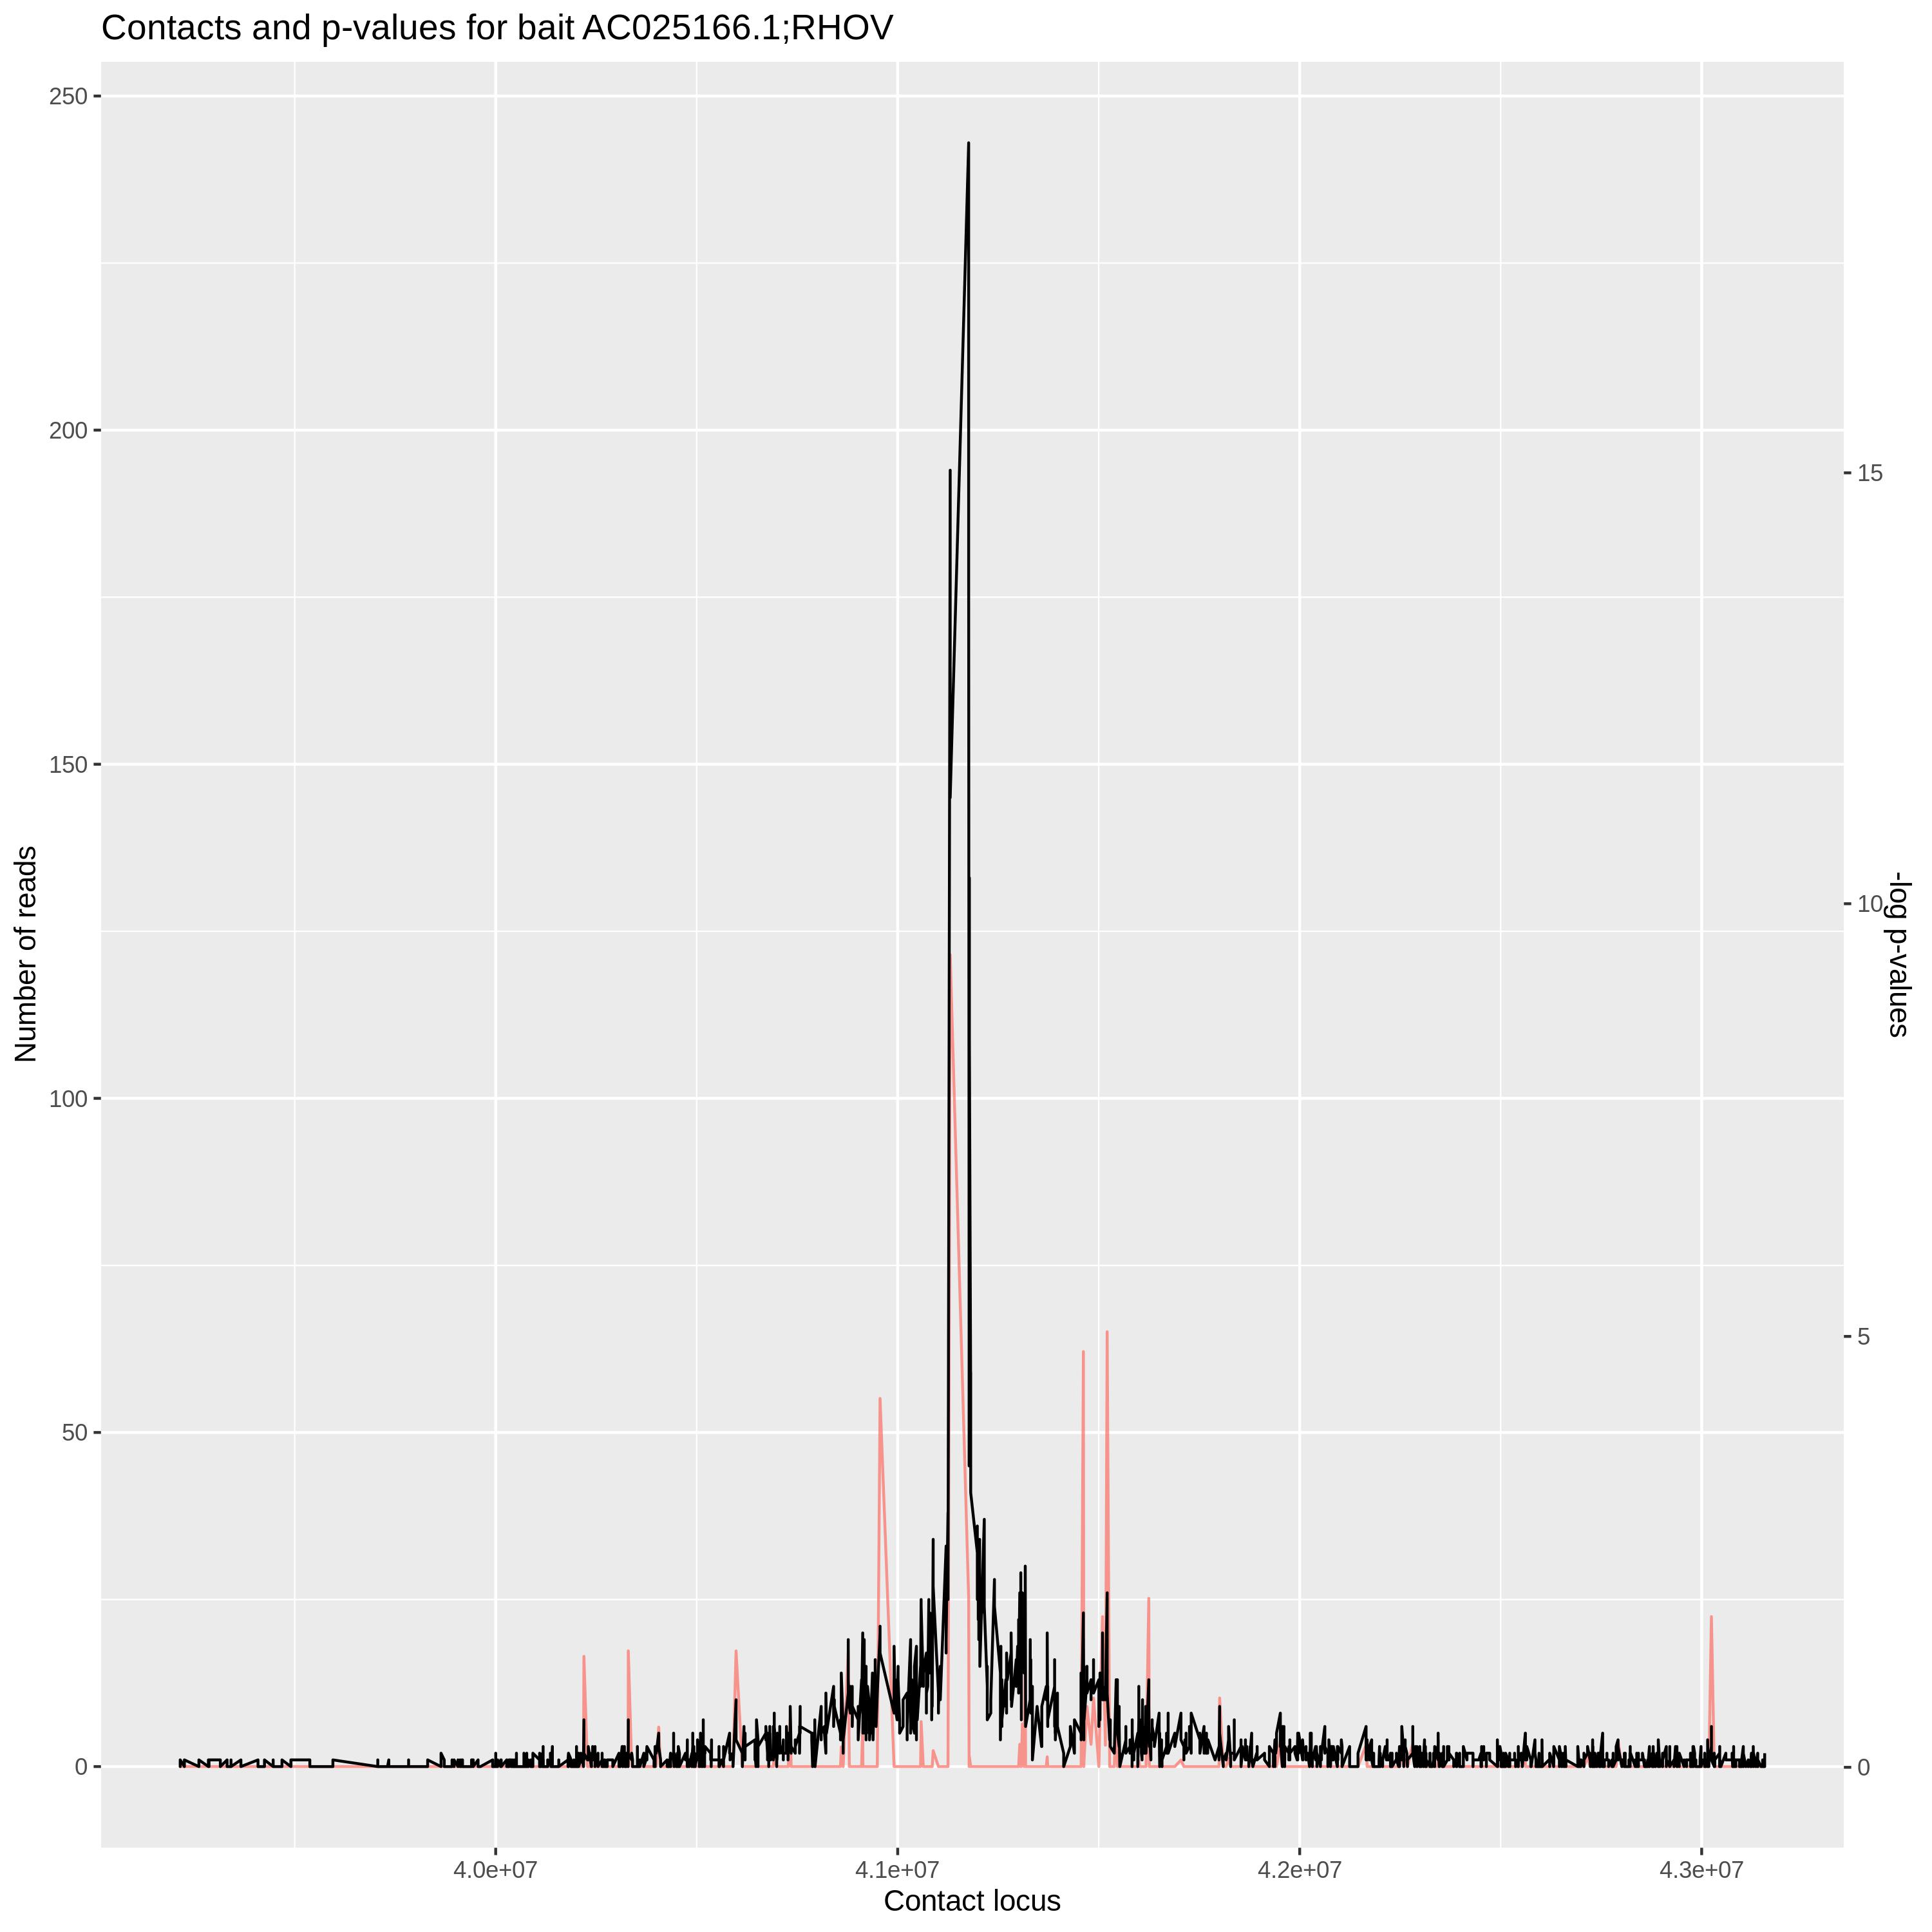 Contacts and p-values for bait AC025166.1;RHOV
250
200
150
100
50
0
Number of reads
15
10
5
0
-log p-values
4.0e+07
4.1e+07
4.2e+07
4.3e+07
Contact locus